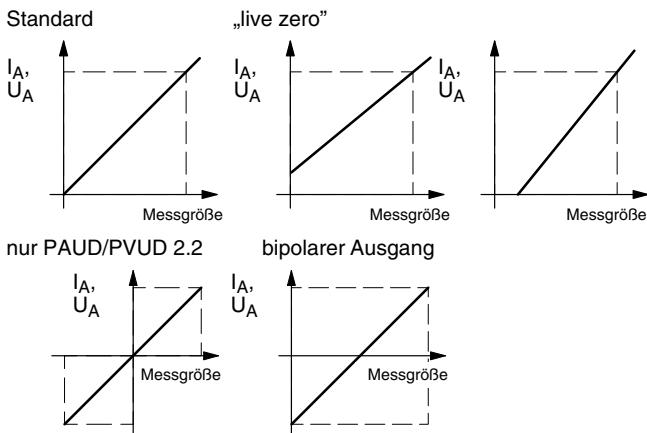 Standard
„live zero”
I_A,
U_A
Messgröße
I_A,
U_A
Messgröße
I_A,
U_A
Messgröße
nur PAUD/PVUD 2.2
bipolarer Ausgang
I_A,
U_A
Messgröße
I_A,
U_A
Messgröße